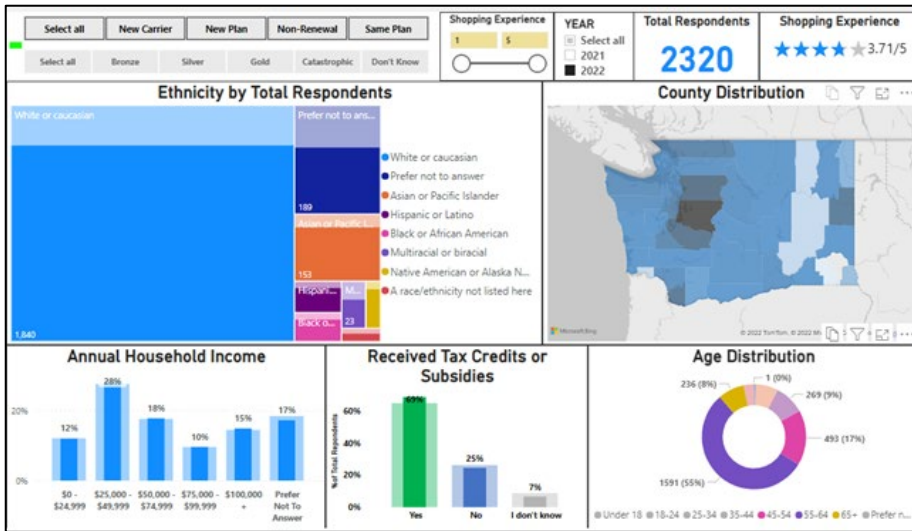 Select all
New Carrier
New Plan
Non-Renewal
Same Plan
Select all
Bronze
Silver
Gold
Catastrophic
Don't Know
Shopping Experience
1
5
YEAR
Select all
2021
2022
Total Respondents
2320
Shopping Experience
3.71/5
Ethnicity by Total Respondents
White or caucasian
1,840
Prefer not to ans...
189
Asian or Pacific I...
153
Hispani...
Black o...
M...
23
White or caucasian
Prefer not to answer
Asian or Pacific Islander
Hispanic or Latino
Black or African American
Multiracial or biracial
Native American or Alaska N...
A race/ethnicity not listed here
County Distribution
Microsoft Bing
© 2022 TomTom, © 2022 Mi
Annual Household Income
20%
0%
12%
28%
18%
10%
15%
17%
$0 -
$24,999
$25,000 -
$49,999
$50,000 -
$74,999
$75,000 -
$99,999
$100,000
+
Prefer
Not To
Answer
Received Tax Credits or
Subsidies
% of Total Repondents
60%
40%
20%
0%
69%
25%
7%
Yes
No
I don't know
Age Distribution
1 (0%)
236 (8%)
269 (9%)
493 (17%)
1591 (55%)
Under 18
18-24
25-34
35-44
45-54
55-64
65+
Prefer n...